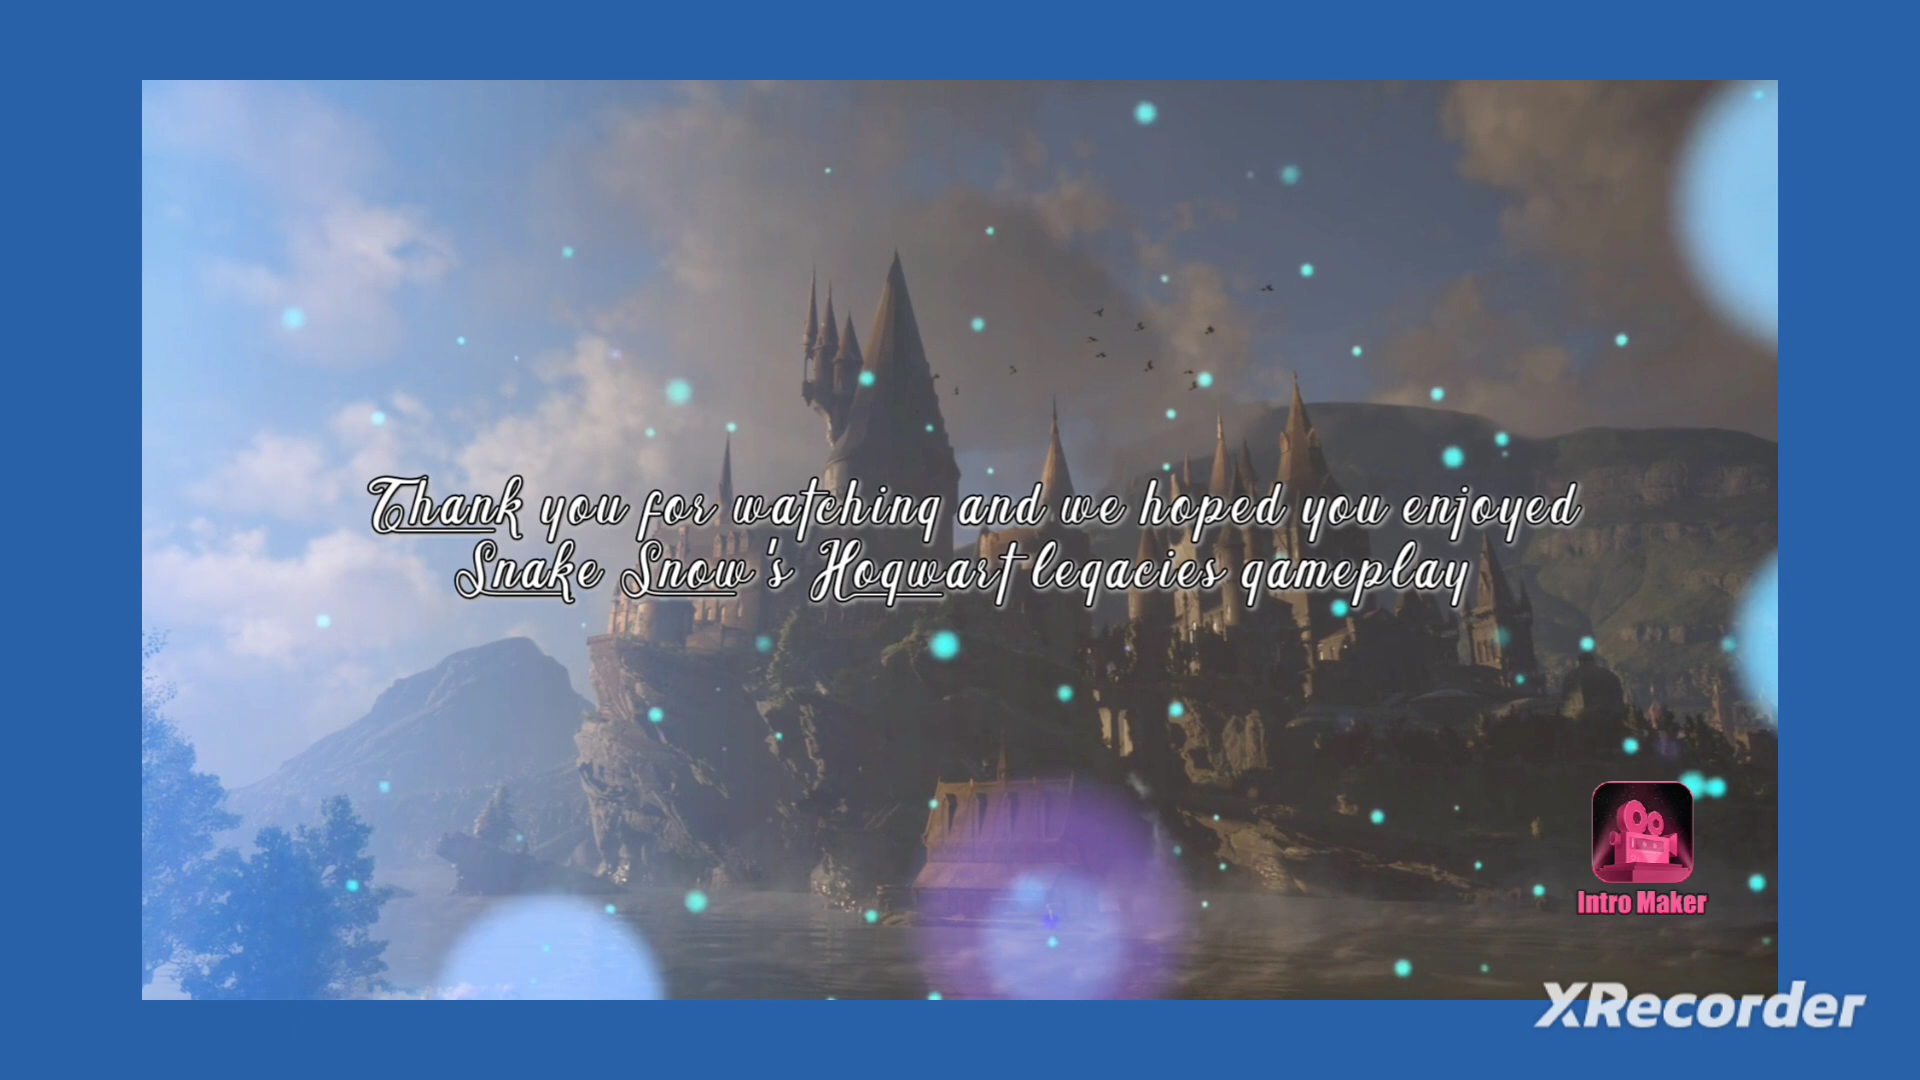 Thank you for watching and we hoped you enjoyed
Snake Snow's Hogwart legacies gameplay
Intro Maker
XRecorder